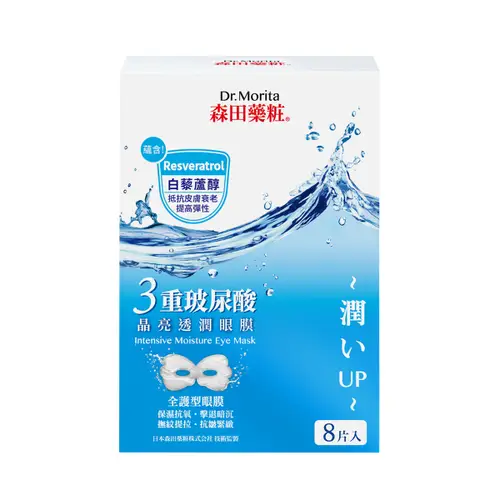 Dr.Morita
森田藥粧®
蘊含!
Resveratrol
白藜蘆醇
抵抗皮膚衰老
提高彈性
3重玻尿酸
晶亮透潤眼膜
Intensive Moisture Eye Mask
全護型眼膜
保濕抗氧・擊退暗沉
撫紋提拉・抗皺緊緻
日本森田藥粧株式会社 技術監製
~潤いUP~
8片入